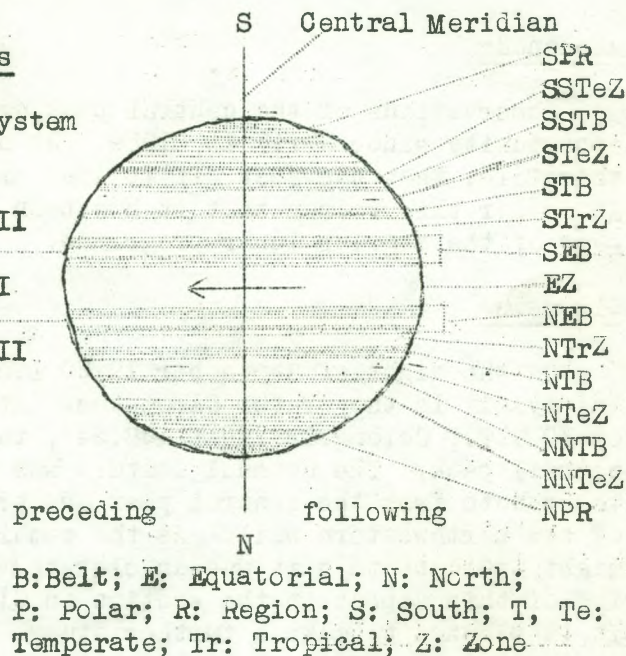 S Central Meridian
s
ystem
II
I
II
SPR
SSTeZ
SSTB
STeZ
STB
STrZ
SEB
EZ
NEB
NTrZ
NTB
NTeZ
NNTB
NNTeZ
NPR
preceding following
N
B:Belt; E: Equatorial; N: North;
P: Polar; R: Region; S: South; T, Te:
Temperate; Tr: Tropical; Z: Zone